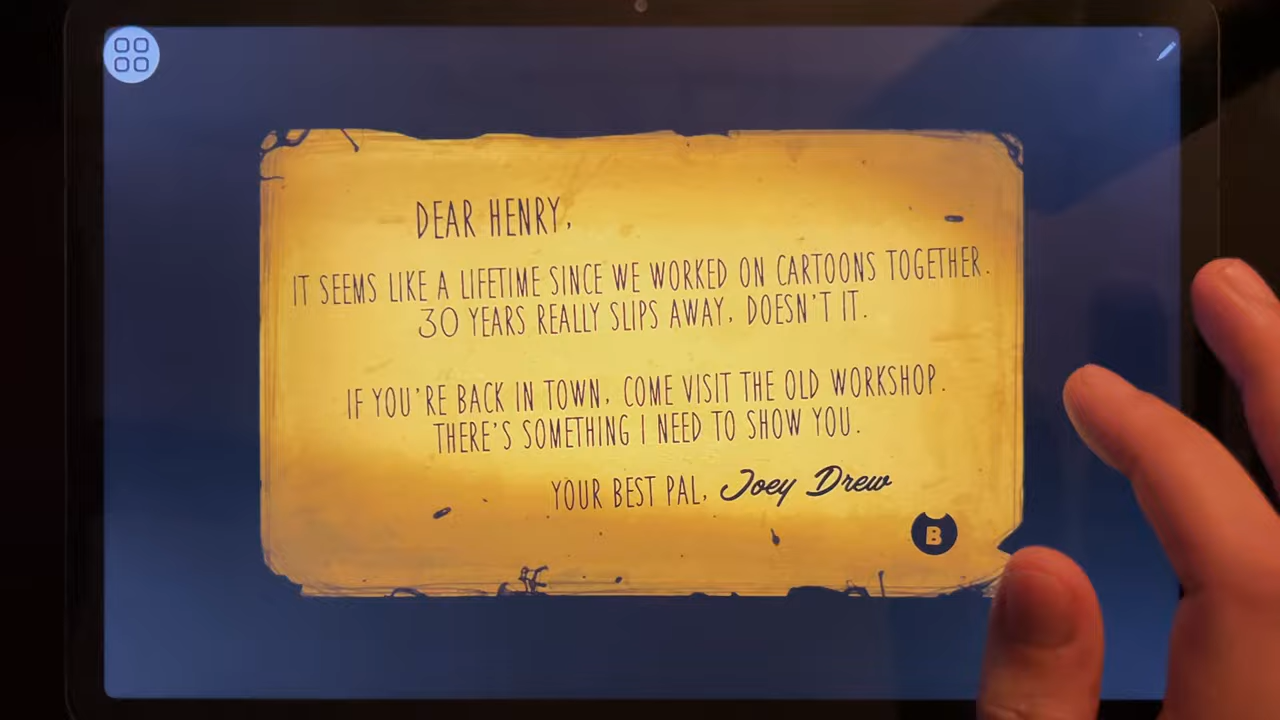 DEAR HENRY,
IT SEEMS LIKE A LIFETIME SINCE WE WORKED ON CARTOONS TOGETHER.
30 YEARS REALLY SLIPS AWAY, DOESN'T IT.
IF YOU'RE BACK IN TOWN, COME VISIT THE OLD WORKSHOP.
THERE'S SOMETHING I NEED TO SHOW YOU.
YOUR BEST PAL, Joey Drew
B